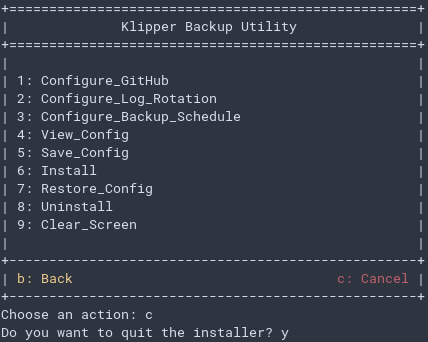 Klipper Backup Utility
1: Configure_GitHub
2: Configure_Log_Rotation
3: Configure_Backup_Schedule
4: View_Config
5: Save_Config
6: Install
7: Restore_Config
8: Uninstall
9: Clear_Screen
b: Back c: Cancel
Choose an action: c
Do you want to quit the installer? y